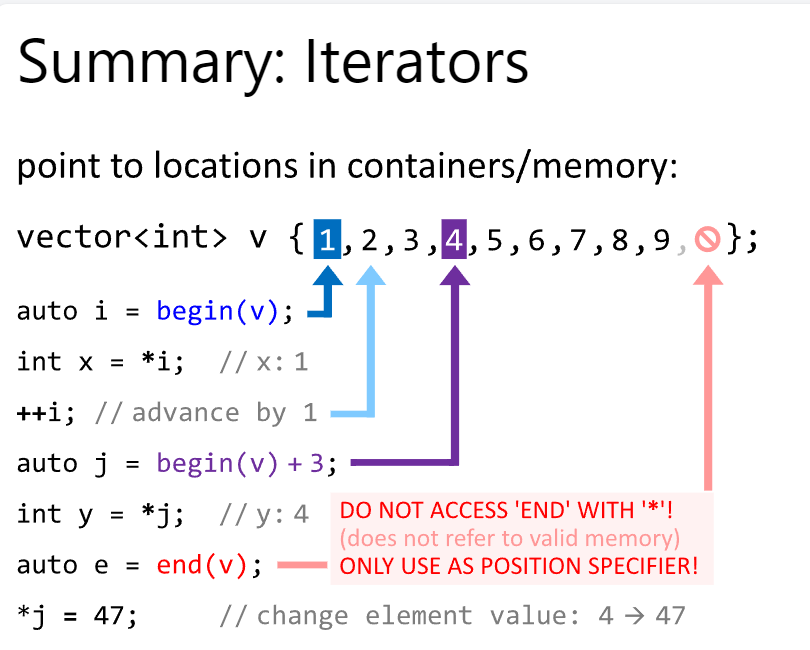 Summary: Iterators
point to locations in containers/memory:
vector<int> v {1,2,3,4,5,6,7,8,9,🚫};
auto i = begin(v);
int x = *i; // x: 1
++i; // advance by 1
auto j = begin(v) + 3;
int y = *j; // y: 4
DO NOT ACCESS 'END' WITH '*'!
(does not refer to valid memory)
auto e = end(v);
ONLY USE AS POSITION SPECIFIER!
*j = 47; // change element value: 4 → 47